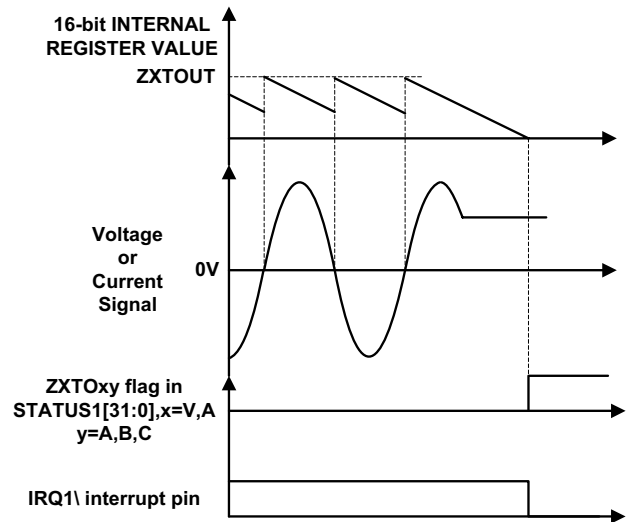 16-bit INTERNAL
REGISTER VALUE
ZXTOUT
Voltage
or
Current
Signal
0V
ZXTOxy flag in
STATUS1[31:0],x=V,A
y=A,B,C
IRQ1\ interrupt pin